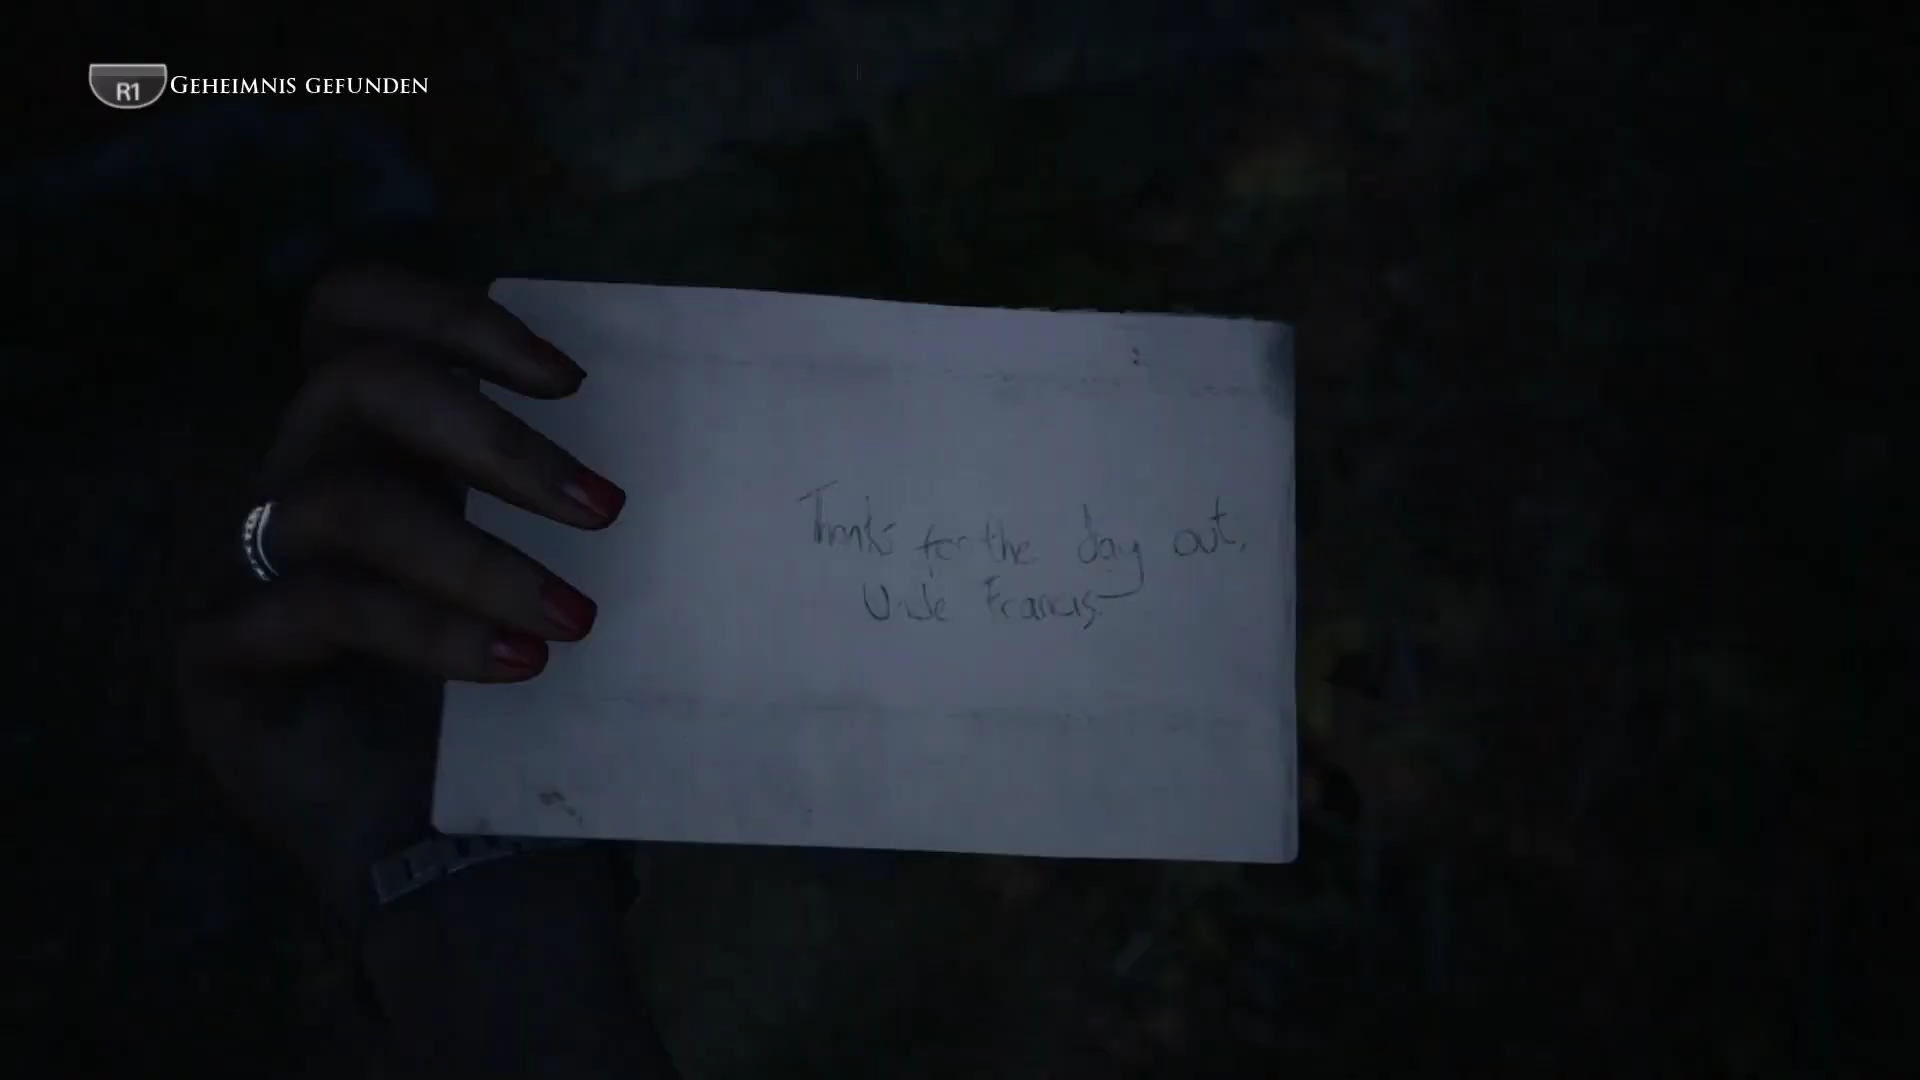 R1 GEHEIMNIS GEFUNDEN
Thanks for the day out,
Uncle Francis.